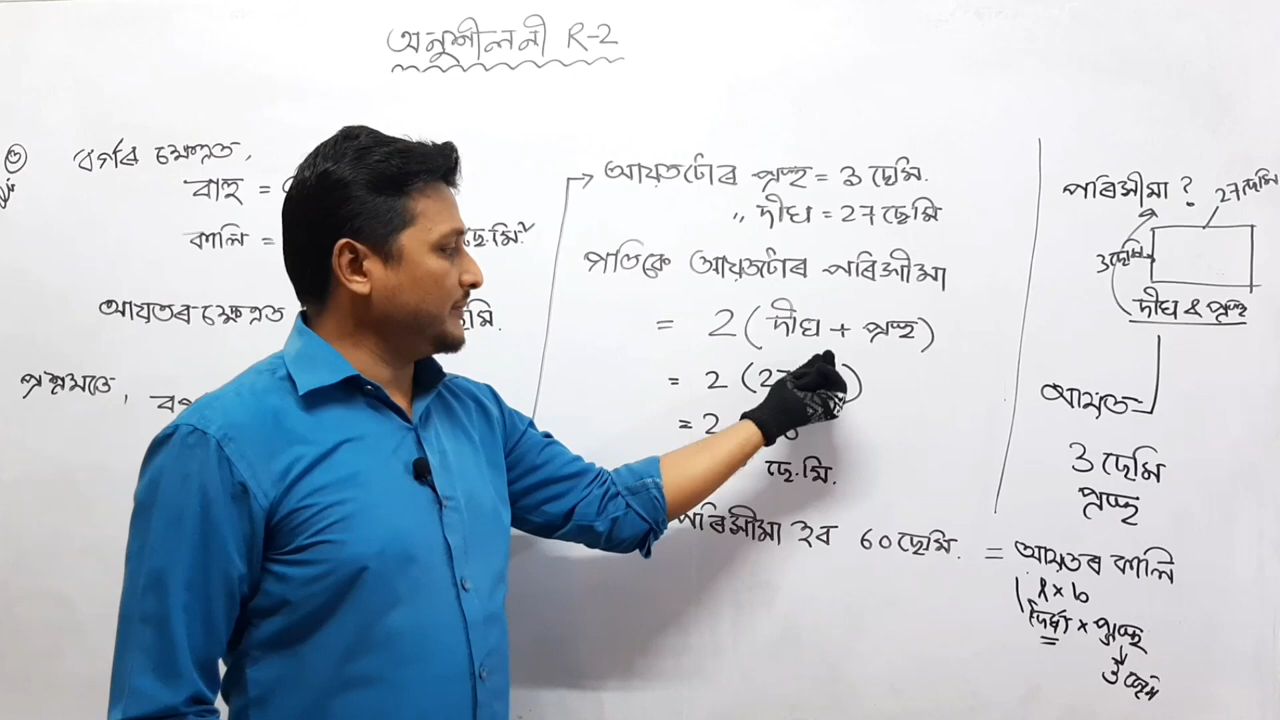 অনুশীলনী R-2
বৰ্গৰ ক্ষেত্ৰত,
বাহু =
কালি = ছে.মি.²
আয়তৰ ক্ষেত্ৰত মি.
প্ৰশ্নমতে,
আয়তটোৰ প্ৰস্থ = 3 ছেমি.
,, দীঘ = 27 ছেমি
গতিকে আয়তটোৰ পৰিসীমা
= 2 (দীঘ + প্ৰস্থ)
= 2 (2 )
= 2
ছে.মি.
পৰিসীমা হব 60 ছেমি.
পৰিসীমা ?
27 ছেমি
3 ছেমি
দীঘ & প্ৰস্থ
আয়ত
3 ছেমি
প্ৰস্থ
= আয়তৰ কালি
l × b
× প্ৰস্থ
3 ছেমি